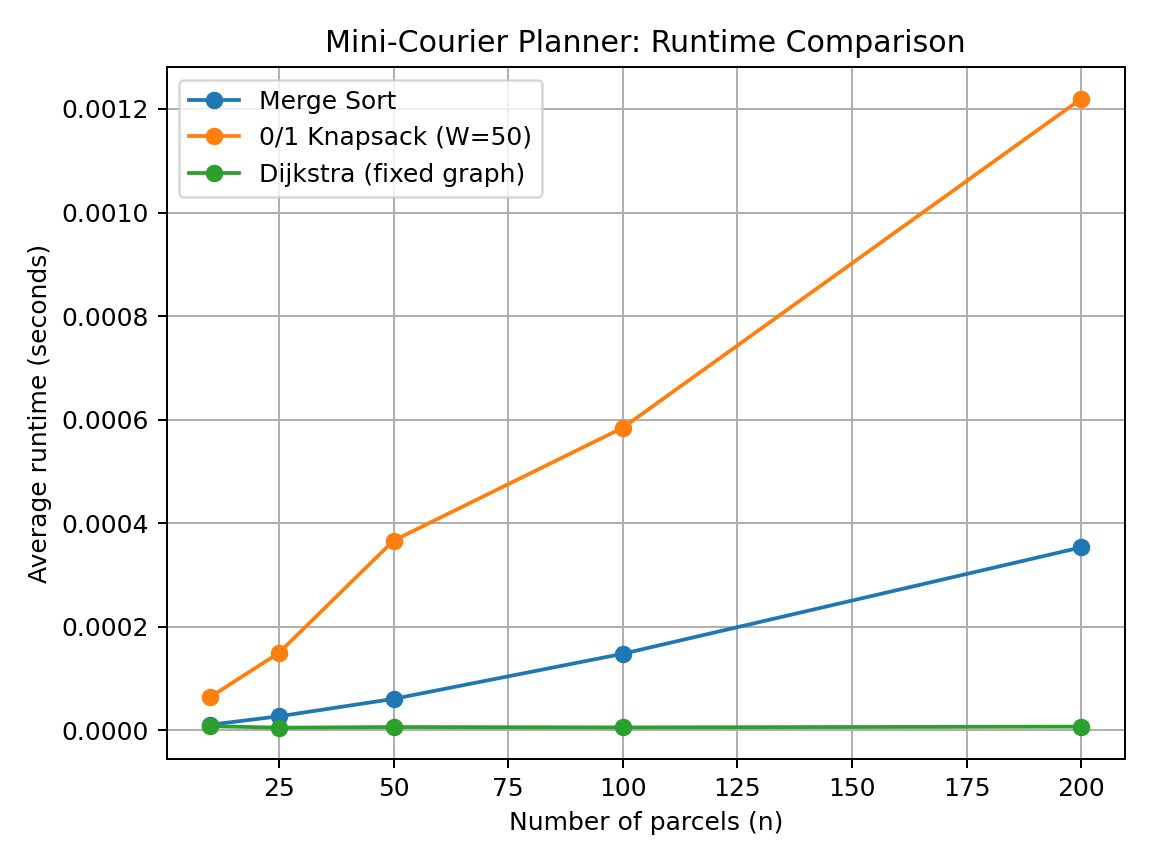 Mini-Courier Planner: Runtime Comparison
Merge Sort
0/1 Knapsack (W=50)
Dijkstra (fixed graph)
Average runtime (seconds)
0.0012
0.0010
0.0008
0.0006
0.0004
0.0002
0.0000
25 50 75 100 125 150 175 200
Number of parcels (n)